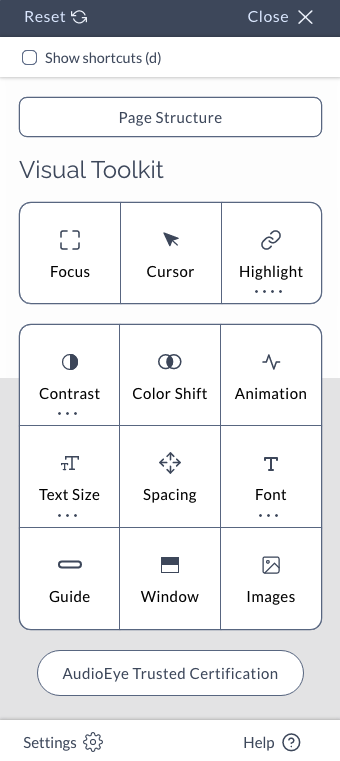 Reset Close
Show shortcuts (d)
Page Structure
Visual Toolkit
Focus Cursor Highlight
Contrast Color Shift Animation
Text Size Spacing Font
Guide Window Images
AudioEye Trusted Certification
Settings Help